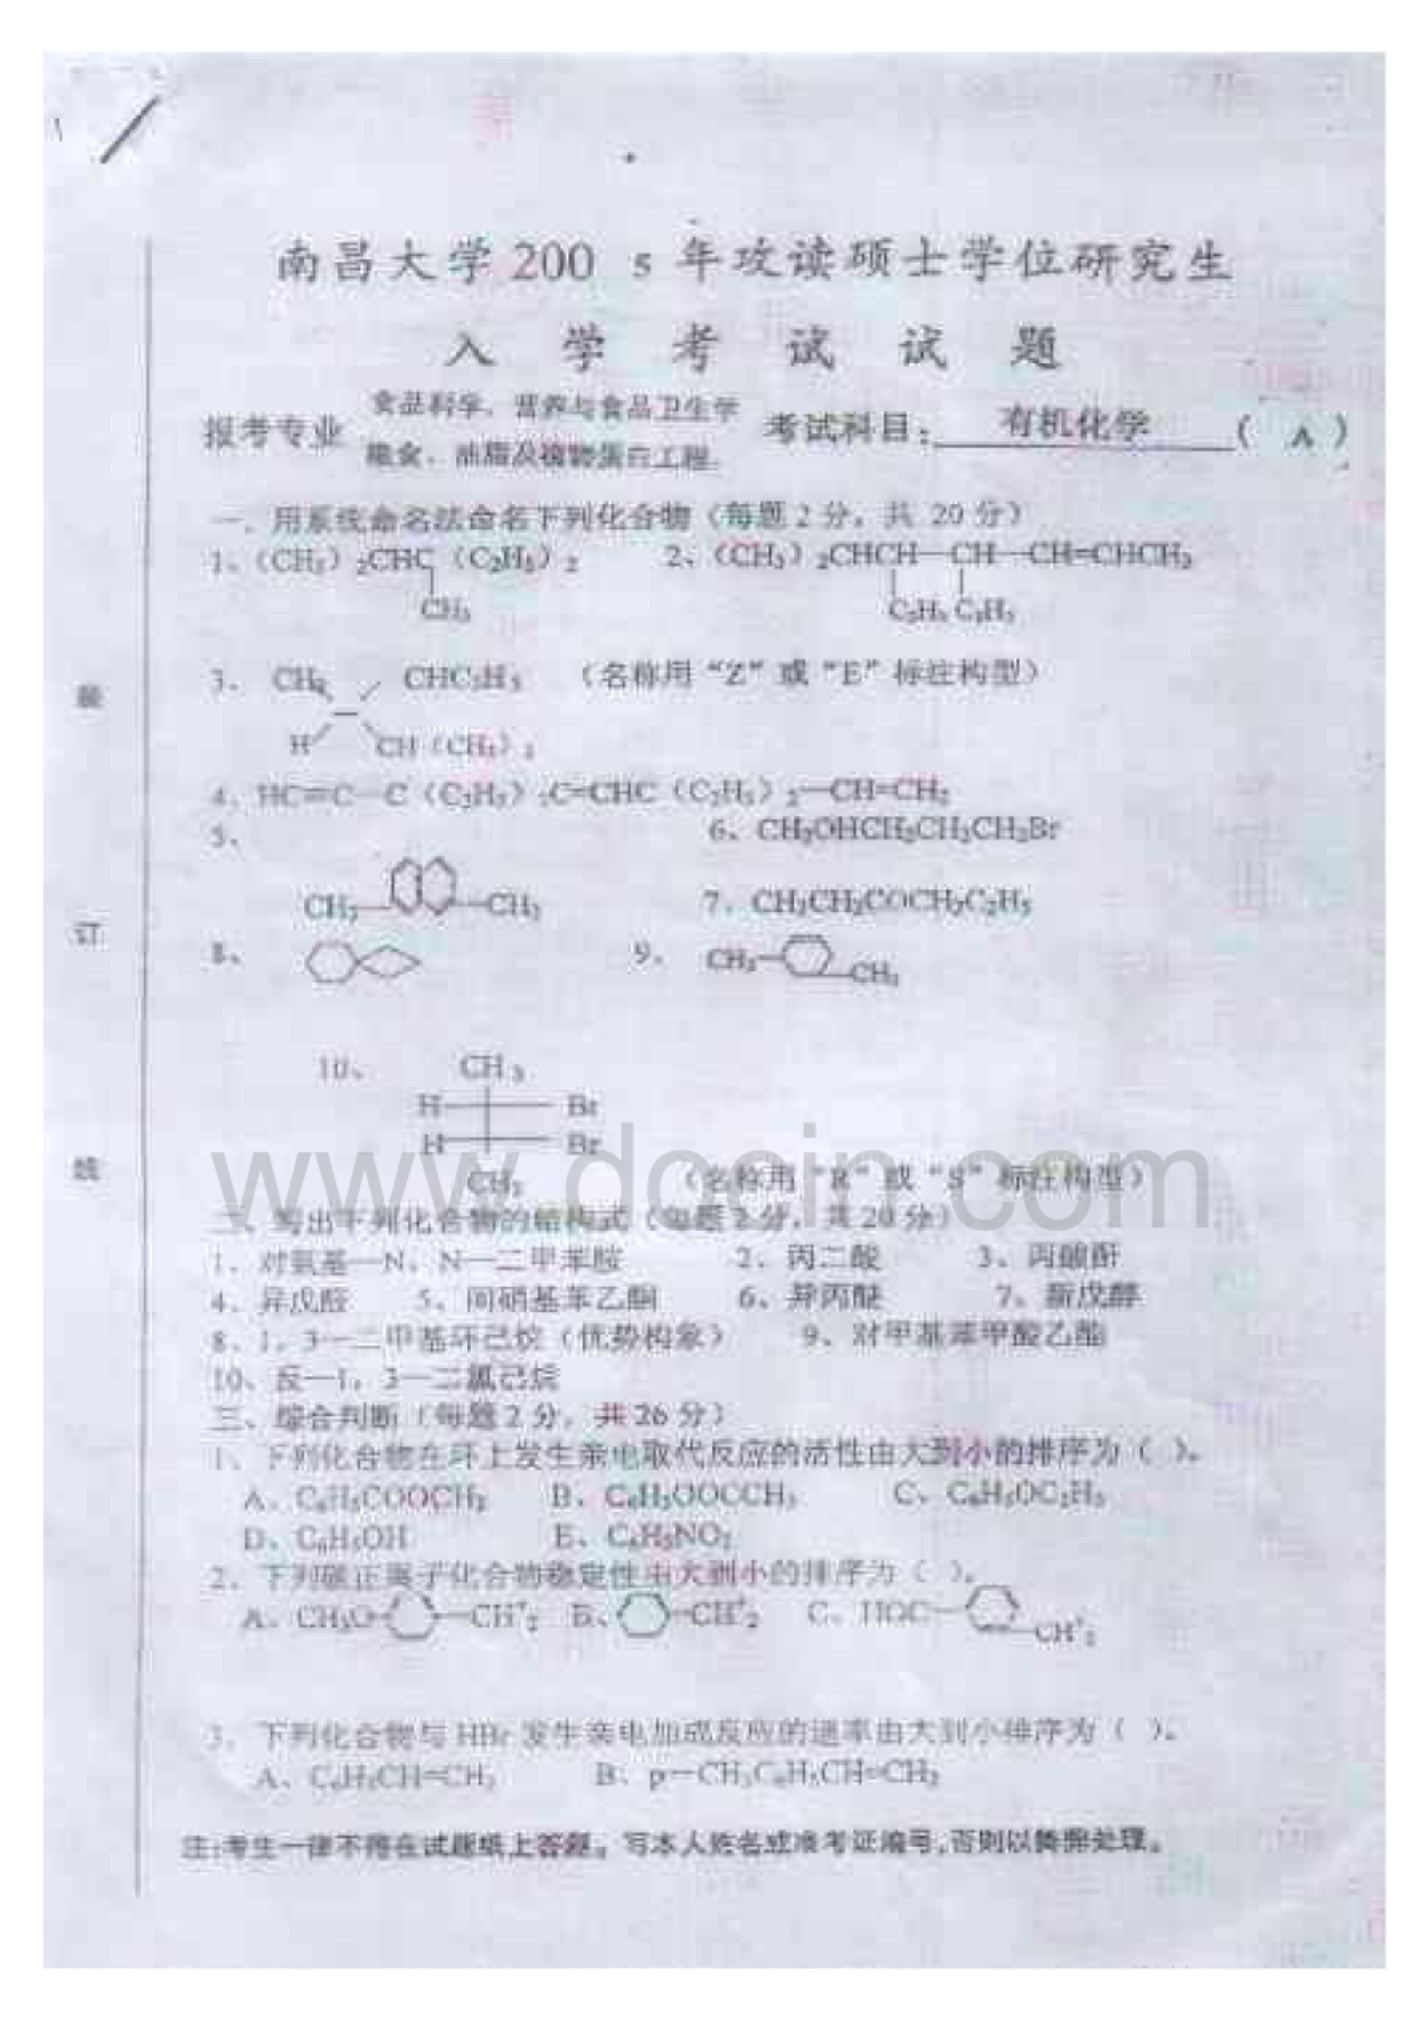 南昌大学200 5 年攻读硕士学位研究生
入 学 考 试 试 题
报考专业 食品科学、营养与食品卫生学 考试科目: 有机化学 ( A )
粮食、油脂及植物蛋白工程
一、用系统命名法命名下列化合物（每题2分，共 20 分）
1、(CH3)2CHC(C2H5)2 2、(CH3)2CHCH—CH—CH=CHCH3
CH3 C2H5
3、 CHC2H5 （名称用“Z”或“E”标注构型）
H CH(CH3)2
4、HC≡C—C(C2H5) C=CHC(C2H5)2—CH=CH2
5、 6、CH2OHCH2CH2CH2Br
CH3 —CH3 7、CH3CH2COCH2C2H5
8、 9、 CH3 CH3
10、 CH3
H Br
H Br
CH3 （名称用“R”或“S”标注构型）
www.docin.com
二、写出下列化合物的结构式（每题2分，共20分）
1、对氨基—N，N—二甲苯胺 2、丙二酸 3、丙酸酐
4、异戊醛 5、间硝基苯乙酮 6、异丙醚 7、新戊醇
8、1，3—二甲基环己烷（优势构象） 9、对甲基苯甲酸乙酯
10、反—1，3—二氯己烷
三、综合判断（每题2分，共26分）
1、下列化合物在环上发生亲电取代反应的活性由大到小的排序为（ ）。
A、C6H5COOCH3 B、C6H5OOCCH3 C、C6H5OC2H5
D、C6H5OH E、C6H5NO2
2、下列碳正离子化合物稳定性由大到小的排序为（ ）。
A、CH3O— —CH+2 B、 —CH+2 C、 CH+2
3、下列化合物与HBr发生亲电加成反应的速率由大到小排序为（ ）。
A、C6H5CH=CH2 B、p—CH3C6H5CH=CH2
注:考生一律不得在试题纸上答题。写本人姓名或准考证编号,否则以舞弊处理。
装
订
线